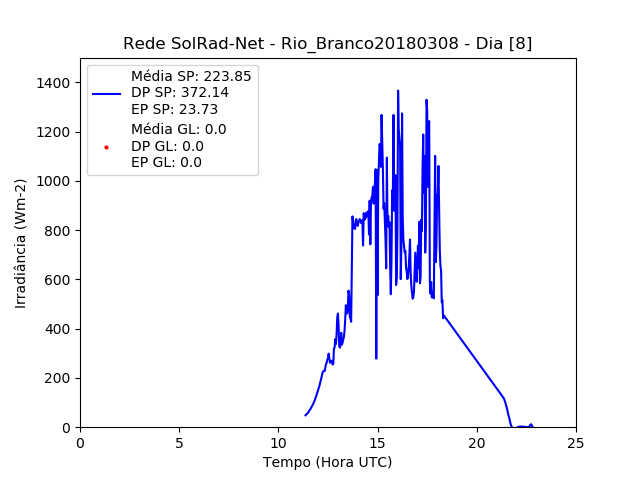 Rede SolRad-Net - Rio_Branco20180308 - Dia [8]
Média SP: 223.85
DP SP: 372.14
EP SP: 23.73
Média GL: 0.0
DP GL: 0.0
EP GL: 0.0
Irradiância (Wm-2)
1400
1200
1000
800
600
400
200
0
0 5 10 15 20 25
Tempo (Hora UTC)